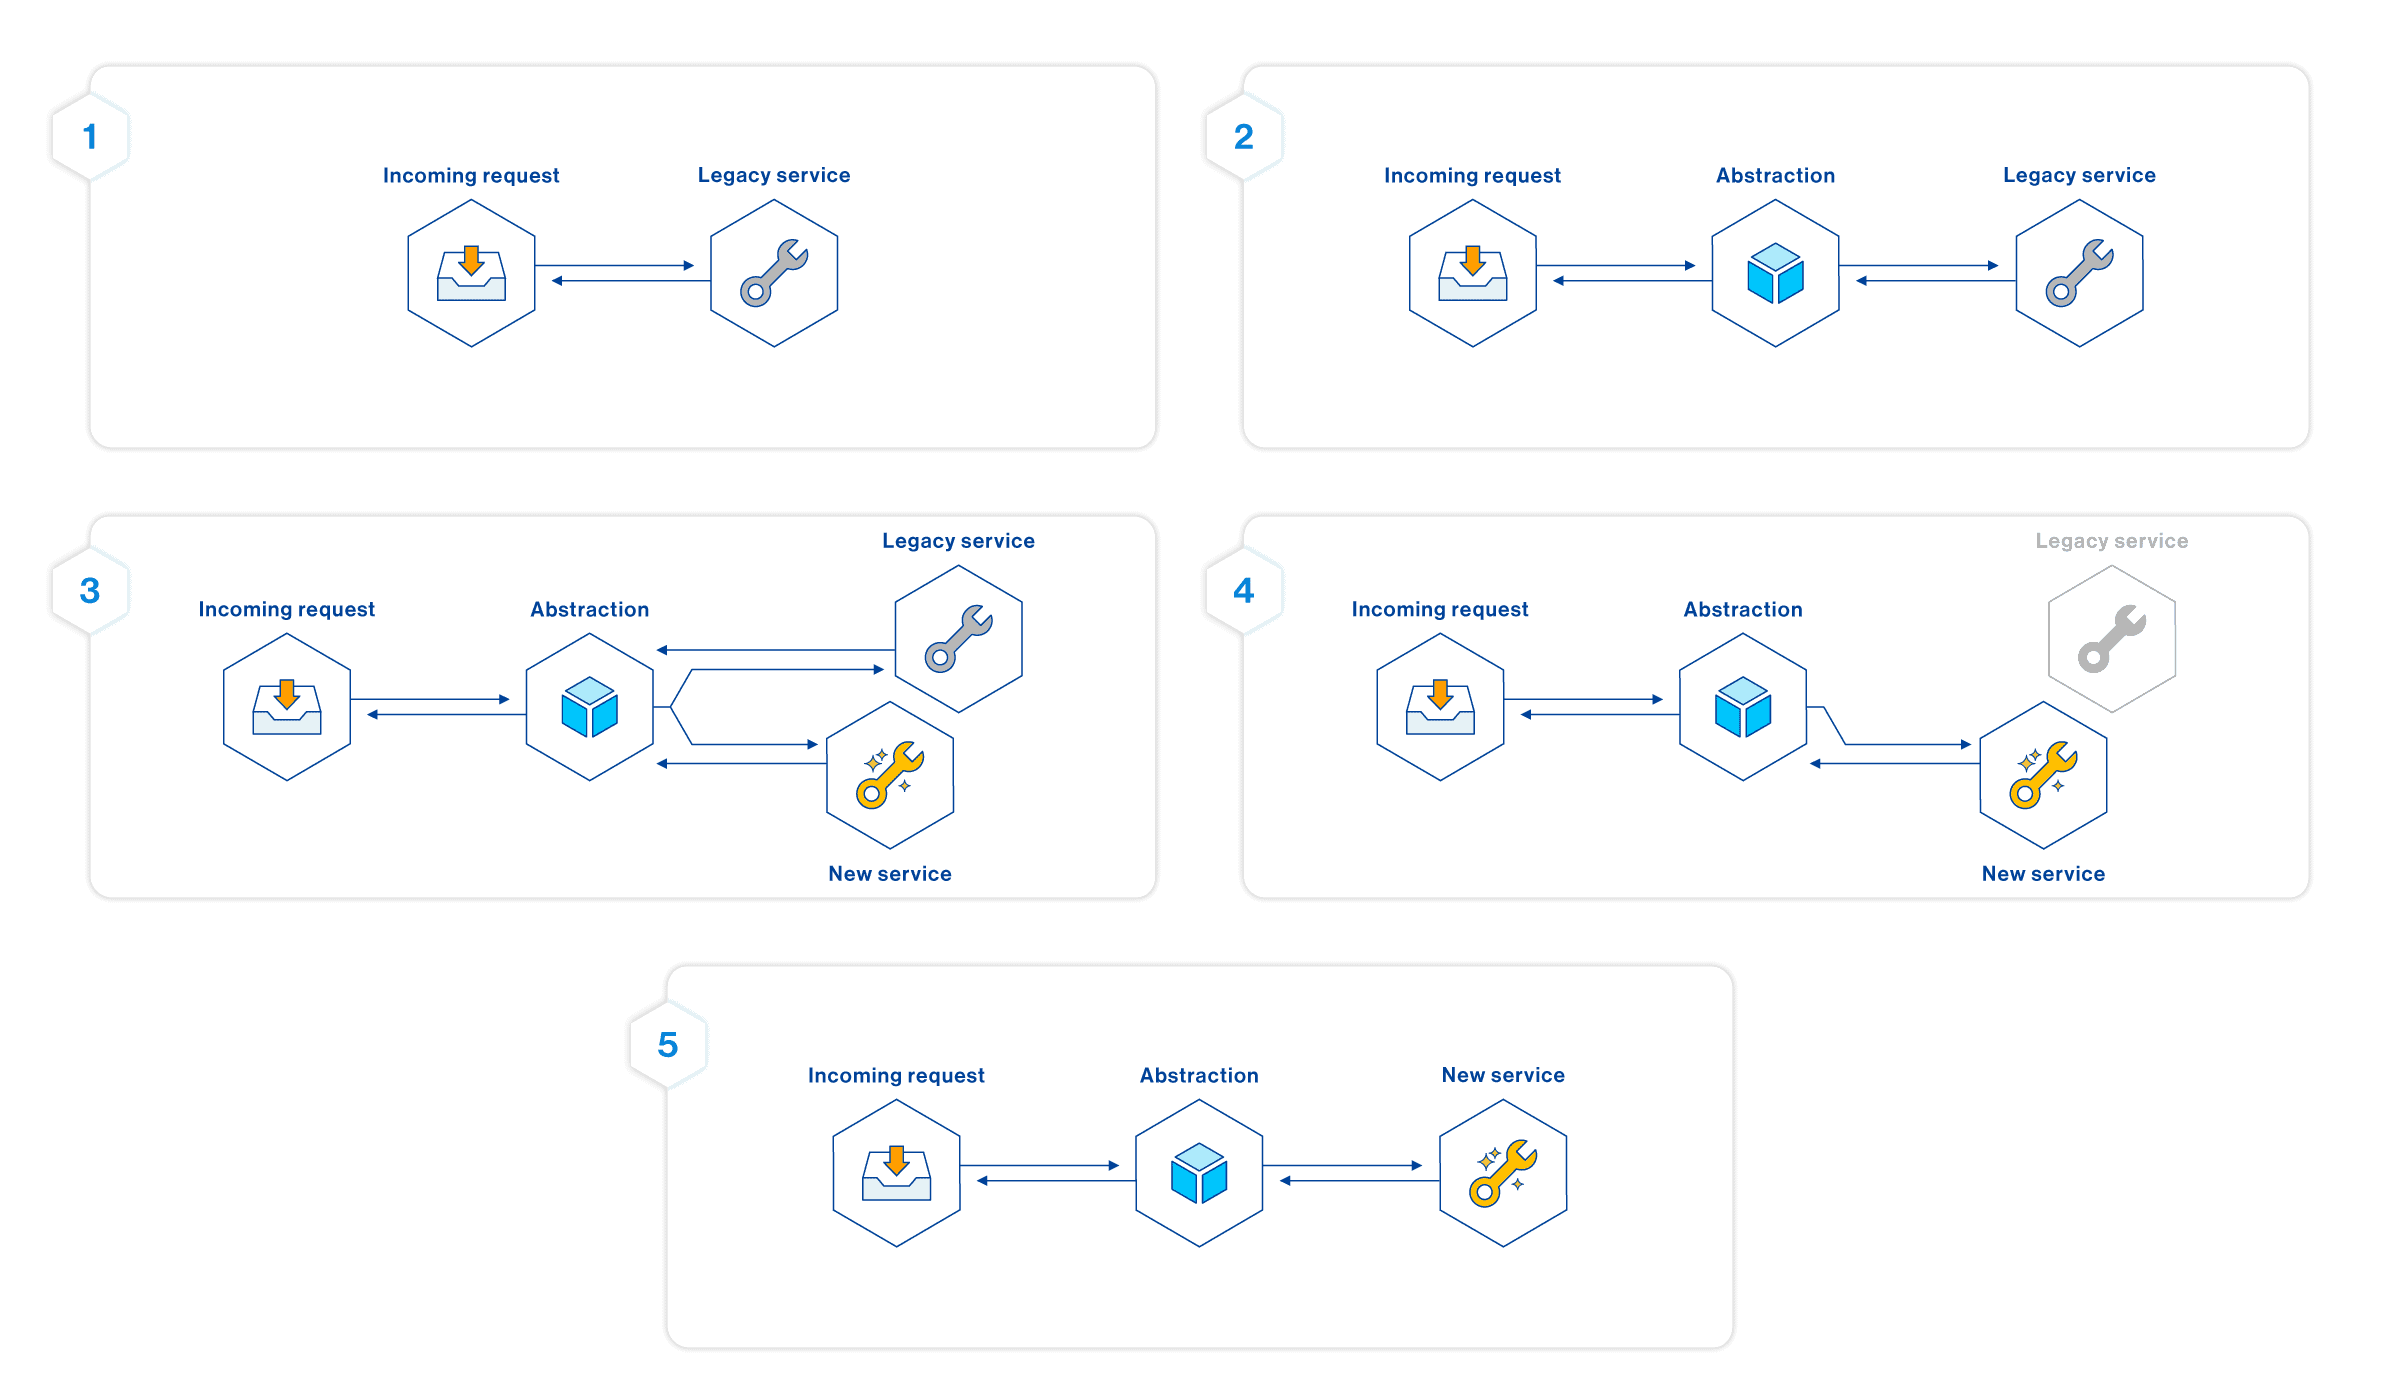 1
Incoming request
Legacy service
2
Incoming request
Abstraction
Legacy service
3
Incoming request
Abstraction
Legacy service
New service
4
Incoming request
Abstraction
Legacy service
New service
5
Incoming request
Abstraction
New service